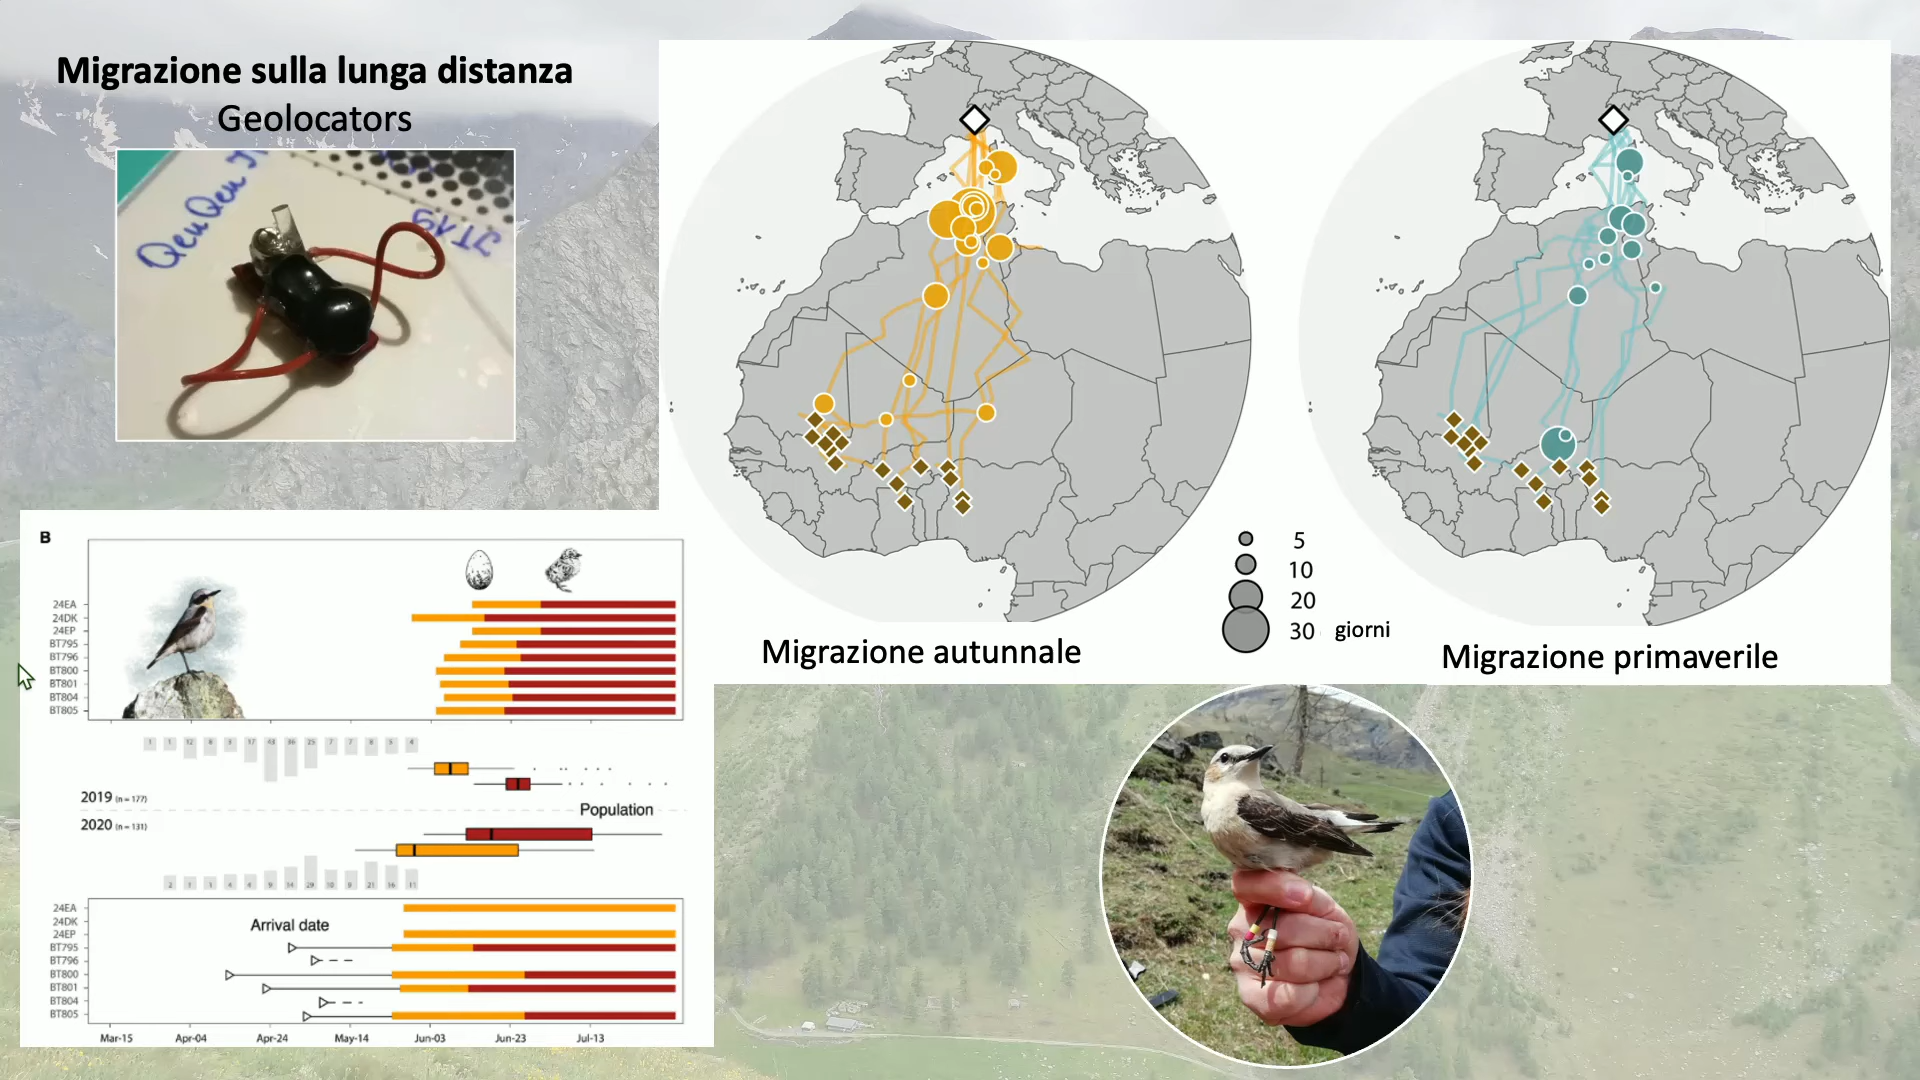 Migrazione sulla lunga distanza
Geolocators
5
10
20
30 giorni
Migrazione autunnale
Migrazione primaverile
B
24EA
24DK
24EP
BT795
BT796
BT800
BT801
BT804
BT805
2019 (n = 177)
Population
2020 (n = 131)
Arrival date
24EA
24DK
24EP
BT795
BT796
BT800
BT801
BT804
BT805
Mar-15 Apr-04 Apr-24 May-14 Jun-03 Jun-23 Jul-13